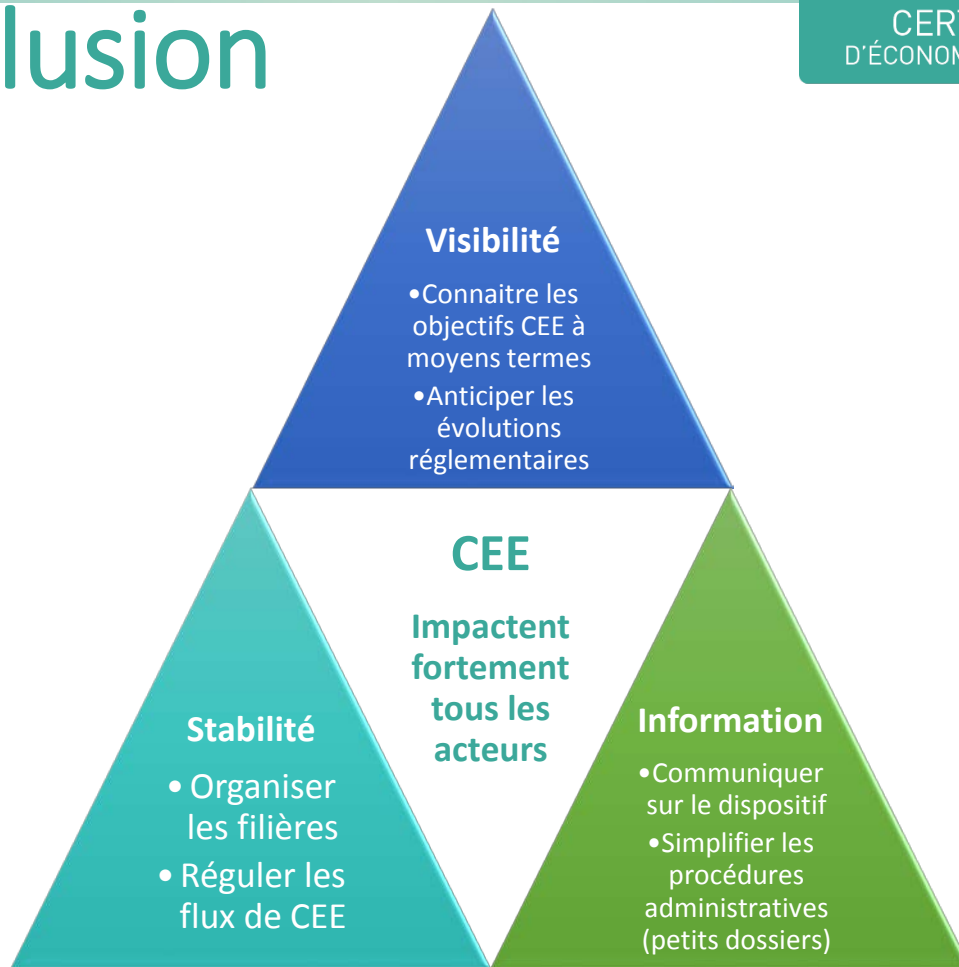 lusion
CERT
D'ÉCONOM
Visibilité
•Connaitre les
objectifs CEE à
moyens termes
•Anticiper les
évolutions
réglementaires
CEE
Impactent
fortement
tous les
acteurs
Stabilité
• Organiser
les filières
• Réguler les
flux de CEE
Information
•Communiquer
sur le dispositif
•Simplifier les
procédures
administratives
(petits dossiers)